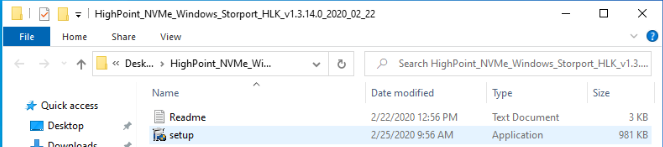 HighPoint_NVMe_Windows_Storport_HLK_v1.3.14.0_2020_02_22
File Home Share View
« Desk... > HighPoint_NVMe_Wi... Search HighPoint_NVMe_Windows_Storport_HLK_v1.3....
Name Date modified Type Size
Quick access
Readme 2/22/2020 12:56 PM Text Document 3 KB
Desktop
setup 2/25/2020 9:56 AM Application 981 KB
Downloads